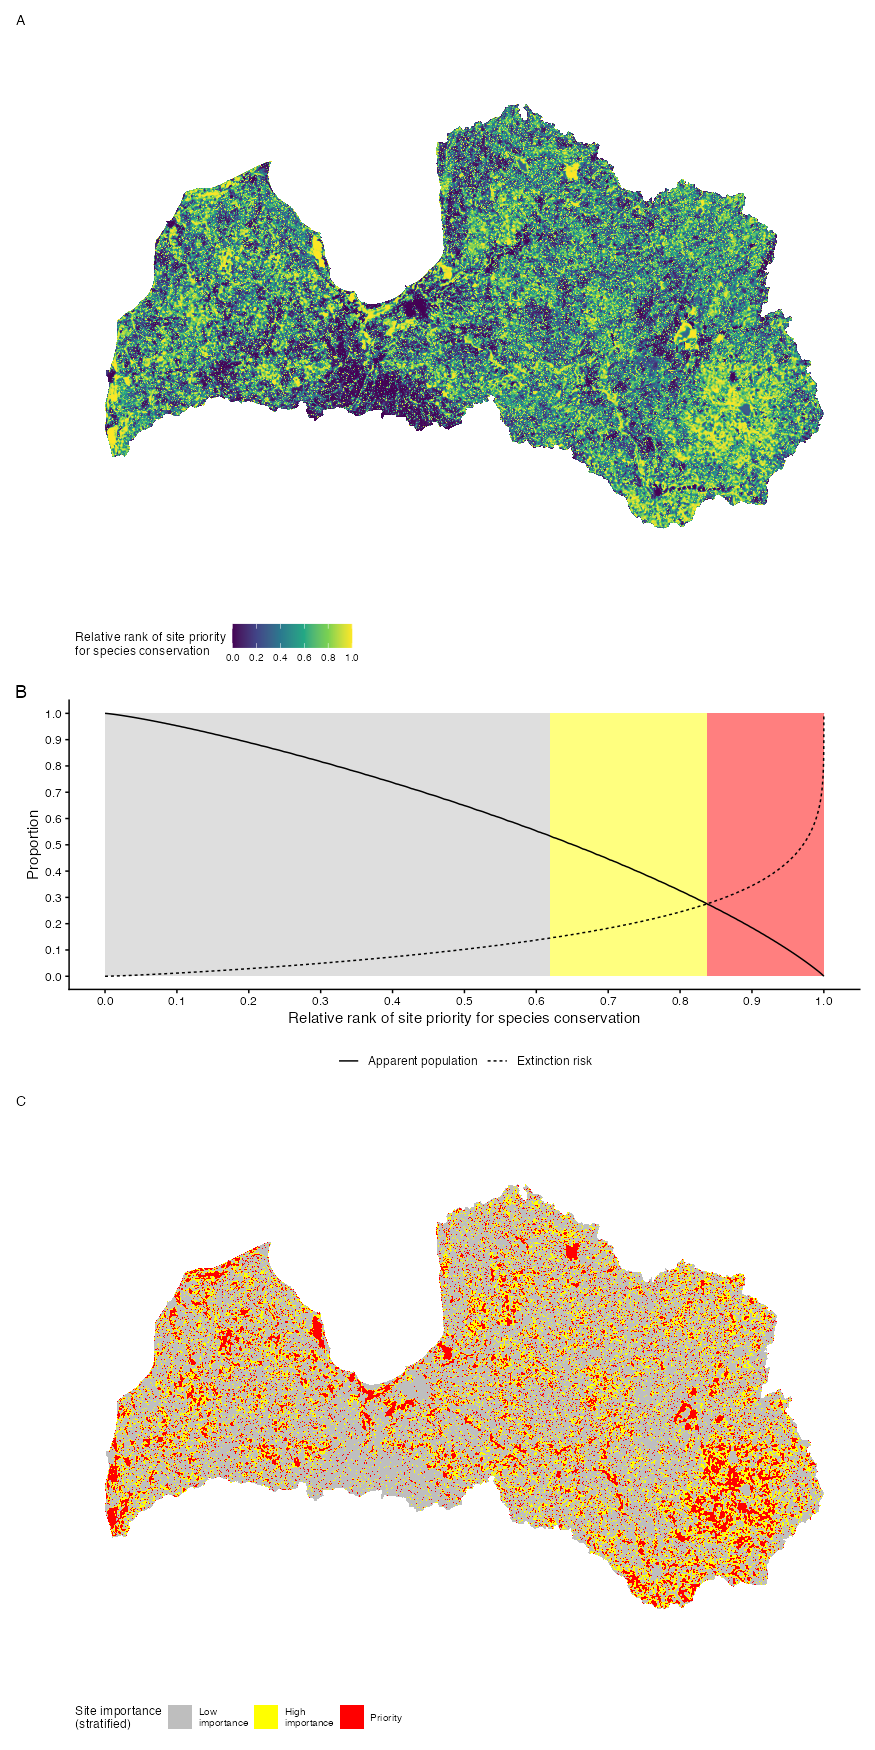 A
Relative rank of site priority
for species conservation
0.0 0.2 0.4 0.6 0.8 1.0
B
Proportion
1.0
0.9
0.8
0.7
0.6
0.5
0.4
0.3
0.2
0.1
0.0
0.0 0.1 0.2 0.3 0.4 0.5 0.6 0.7 0.8 0.9 1.0
Relative rank of site priority for species conservation
Apparent population Extinction risk
C
Site importance
(stratified)
Low
importance
High
importance
Priority